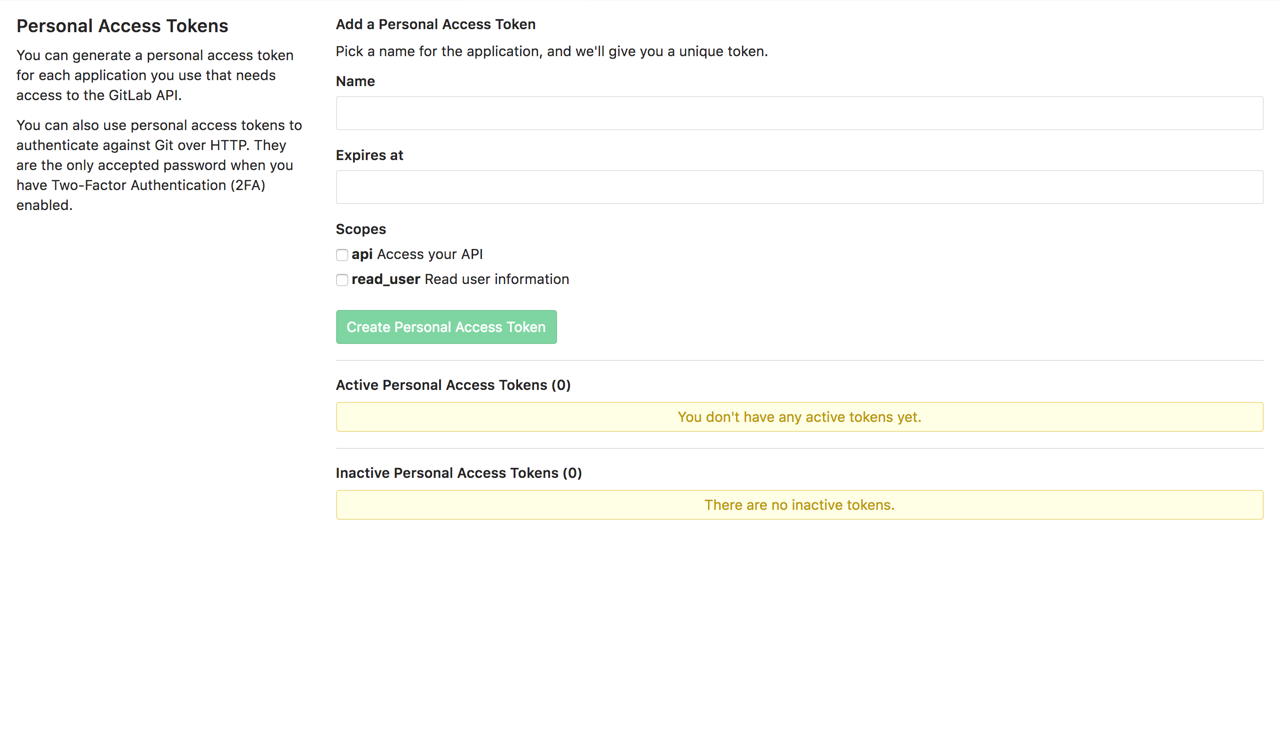 Personal Access Tokens
You can generate a personal access token
for each application you use that needs
access to the GitLab API.
You can also use personal access tokens to
authenticate against Git over HTTP. They
are the only accepted password when you
have Two-Factor Authentication (2FA)
enabled.
Add a Personal Access Token
Pick a name for the application, and we'll give you a unique token.
Name
Expires at
Scopes
api Access your API
read_user Read user information
Create Personal Access Token
Active Personal Access Tokens (0)
You don't have any active tokens yet.
Inactive Personal Access Tokens (0)
There are no inactive tokens.